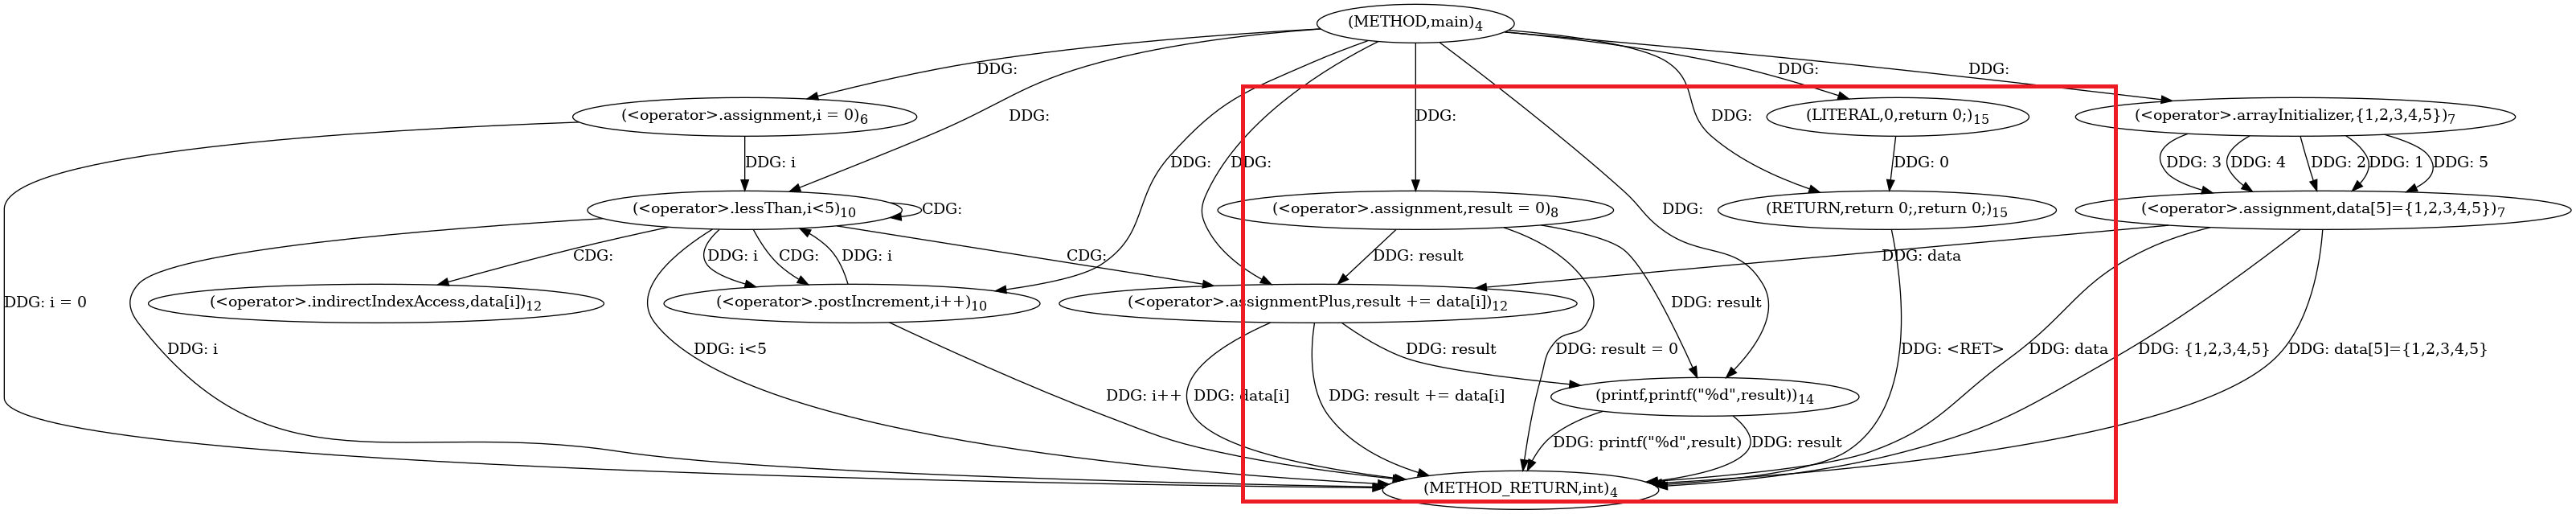 (METHOD,main)4
DDG:
DDG:
DDG:
(<operator>.assignment,i = 0)6
DDG:
DDG:
DDG:
(LITERAL,0,return 0;)15
(<operator>.arrayInitializer,{1,2,3,4,5})7
DDG: i
DDG:
DDG:
DDG: 0
DDG: 3
DDG: 4
DDG: 2
DDG: 1
DDG: 5
(<operator>.lessThan,i<5)10
CDG:
(<operator>.assignment,result = 0)8
DDG:
(RETURN,return 0;,return 0;)15
(<operator>.assignment,data[5]={1,2,3,4,5})7
CDG:
DDG: i
CDG:
DDG: i
CDG:
DDG: result
DDG: data
DDG: i = 0
(<operator>.indirectIndexAccess,data[i])12
(<operator>.postIncrement,i++)10
(<operator>.assignmentPlus,result += data[i])12
DDG: result
DDG: i
DDG: i<5
DDG: result
DDG: result = 0
DDG: <RET>
DDG: data
DDG: {1,2,3,4,5}
DDG: data[5]={1,2,3,4,5}
DDG: i++
DDG: data[i]
DDG: result += data[i]
(printf,printf("%d",result))14
DDG: printf("%d",result)
DDG: result
(METHOD_RETURN,int)4